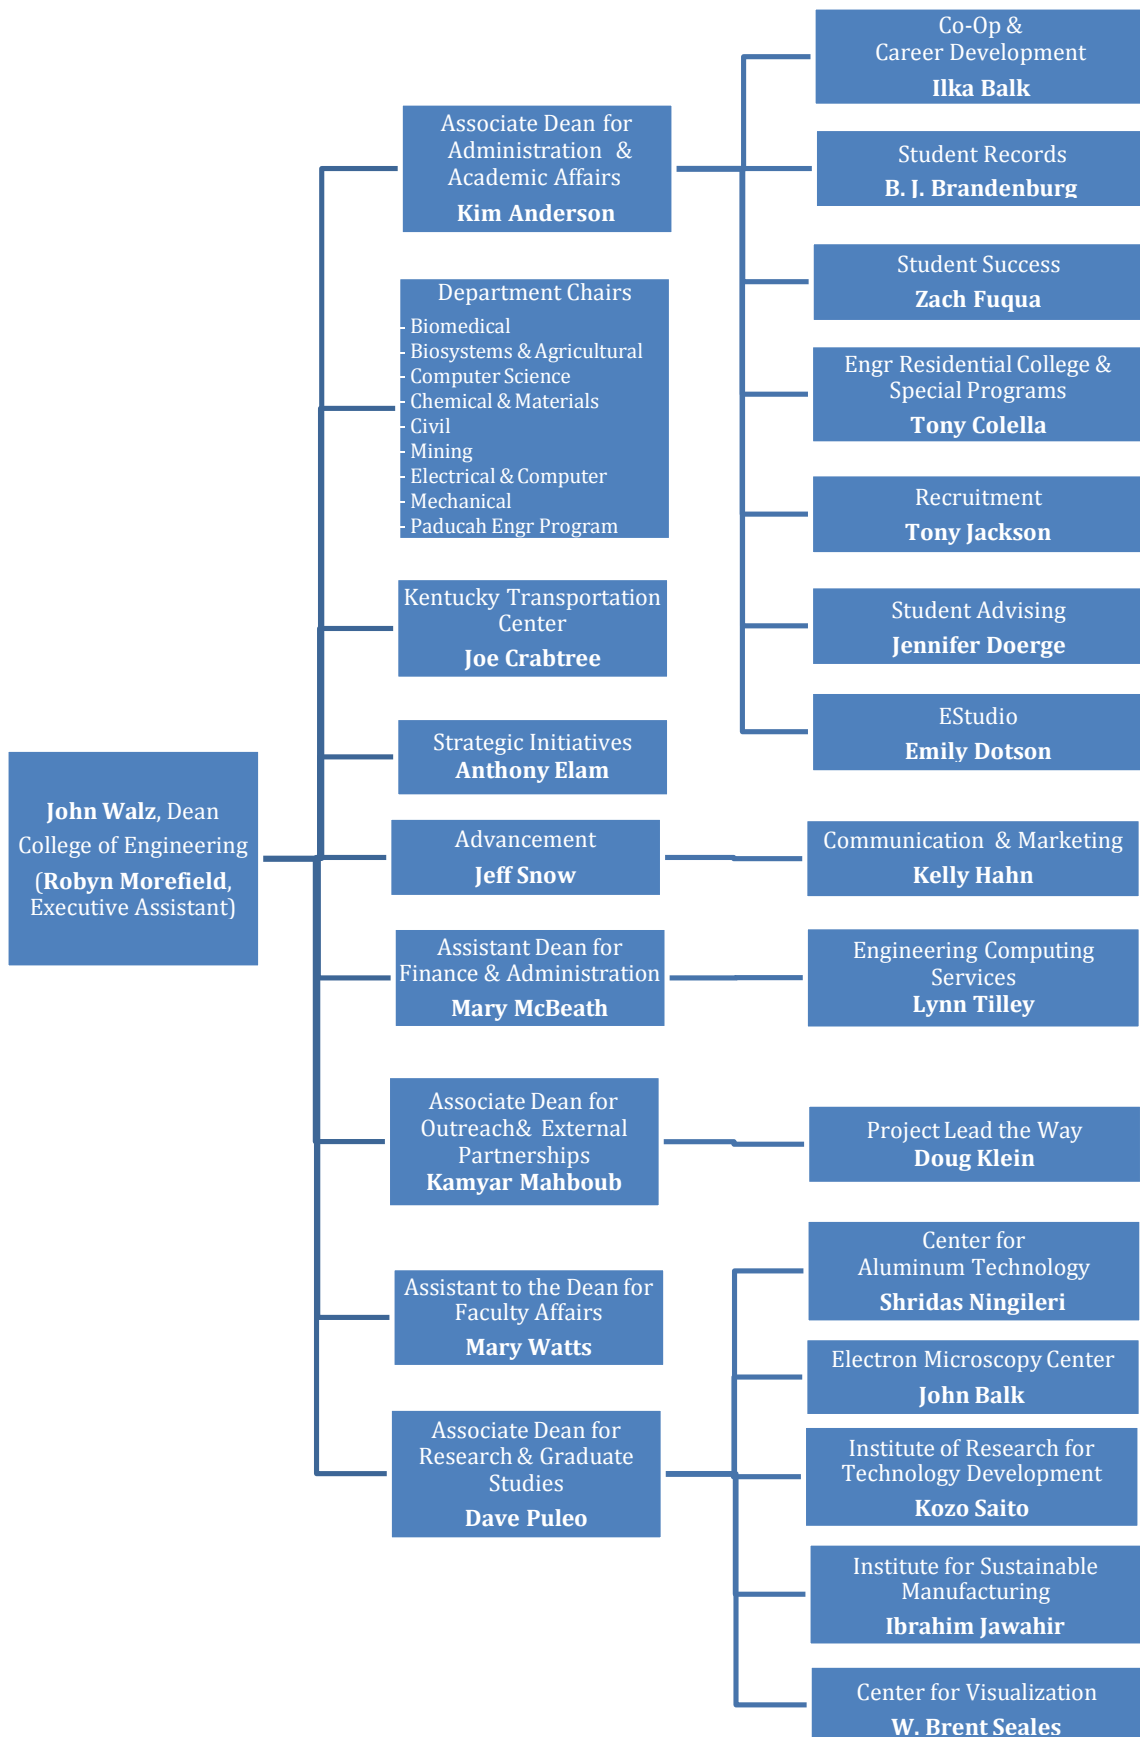 John Walz, Dean
College of Engineering
(Robyn Morefield,
Executive Assistant)
Associate Dean for
Administration &
Academic Affairs
Kim Anderson
Department Chairs
- Biomedical
- Biosystems & Agricultural
- Computer Science
- Chemical & Materials
- Civil
- Mining
- Electrical & Computer
- Mechanical
- Paducah Engr Program
Kentucky Transportation
Center
Joe Crabtree
Strategic Initiatives
Anthony Elam
Advancement
Jeff Snow
Assistant Dean for
Finance & Administration
Mary McBeath
Associate Dean for
Outreach& External
Partnerships
Kamyar Mahboub
Assistant to the Dean for
Faculty Affairs
Mary Watts
Associate Dean for
Research & Graduate
Studies
Dave Puleo
Co-Op &
Career Development
Ilka Balk
Student Records
B. J. Brandenburg
Student Success
Zach Fuqua
Engr Residential College &
Special Programs
Tony Colella
Recruitment
Tony Jackson
Student Advising
Jennifer Doerge
EStudio
Emily Dotson
Communication & Marketing
Kelly Hahn
Engineering Computing
Services
Lynn Tilley
Project Lead the Way
Doug Klein
Center for
Aluminum Technology
Shridas Ningileri
Electron Microscopy Center
John Balk
Institute of Research for
Technology Development
Kozo Saito
Institute for Sustainable
Manufacturing
Ibrahim Jawahir
Center for Visualization
W. Brent Seales